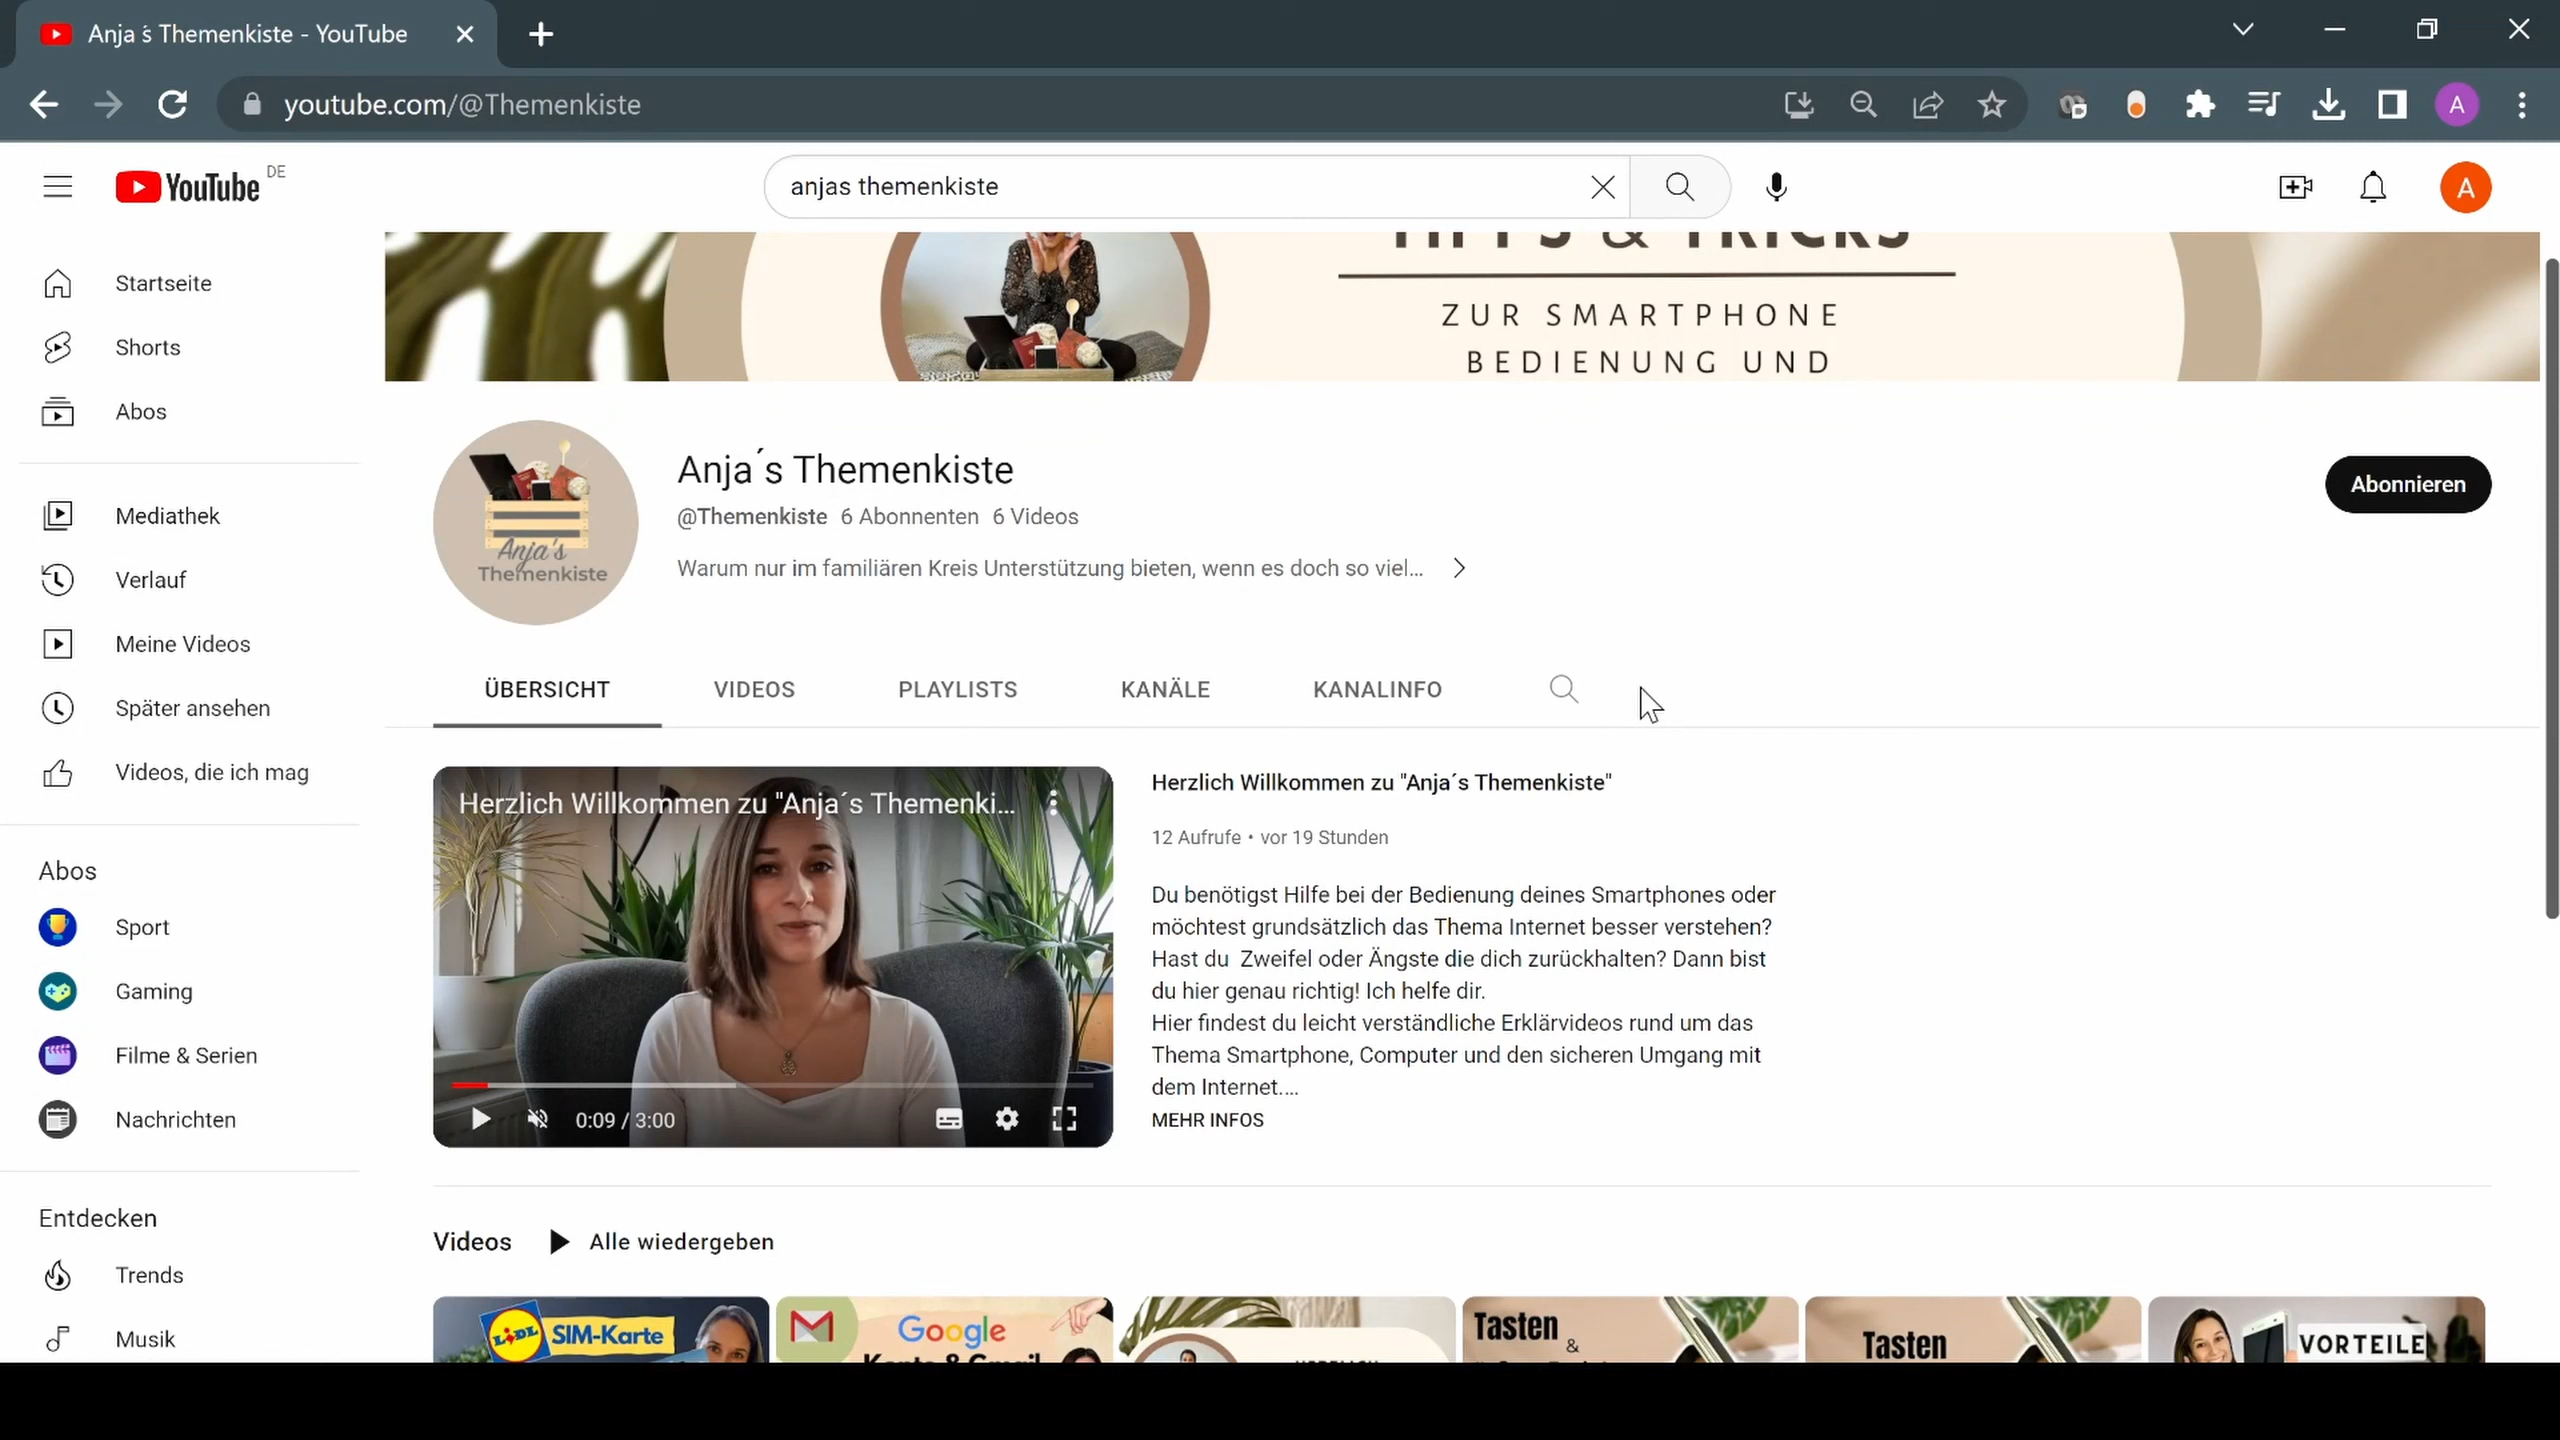 Anja´s Themenkiste - YouTube
youtube.com/@Themenkiste
A
YouTube DE
anjas themenkiste
A
TIPPS & TRICKS
ZUR SMARTPHONE
BEDIENUNG UND
Startseite
Shorts
Abos
Mediathek
Verlauf
Meine Videos
Später ansehen
Videos, die ich mag
Abos
Sport
Gaming
Filme & Serien
Nachrichten
Entdecken
Trends
Musik
Anja's
Themenkiste
Anja´s Themenkiste
@Themenkiste 6 Abonnenten 6 Videos
Warum nur im familiären Kreis Unterstützung bieten, wenn es doch so viel...
Abonnieren
ÜBERSICHT VIDEOS PLAYLISTS KANÄLE KANALINFO
Herzlich Willkommen zu "Anja´s Themenki...
0:09 / 3:00
Herzlich Willkommen zu "Anja´s Themenkiste"
12 Aufrufe • vor 19 Stunden
Du benötigst Hilfe bei der Bedienung deines Smartphones oder
möchtest grundsätzlich das Thema Internet besser verstehen?
Hast du  Zweifel oder Ängste die dich zurückhalten? Dann bist
du hier genau richtig! Ich helfe dir.
Hier findest du leicht verständliche Erklärvideos rund um das
Thema Smartphone, Computer und den sicheren Umgang mit
dem Internet....
MEHR INFOS
Videos Alle wiedergeben
LIDL SIM-Karte
Google
Konto & Gmail
HERZLICH
Tasten
&
Tasten
VORTEILE